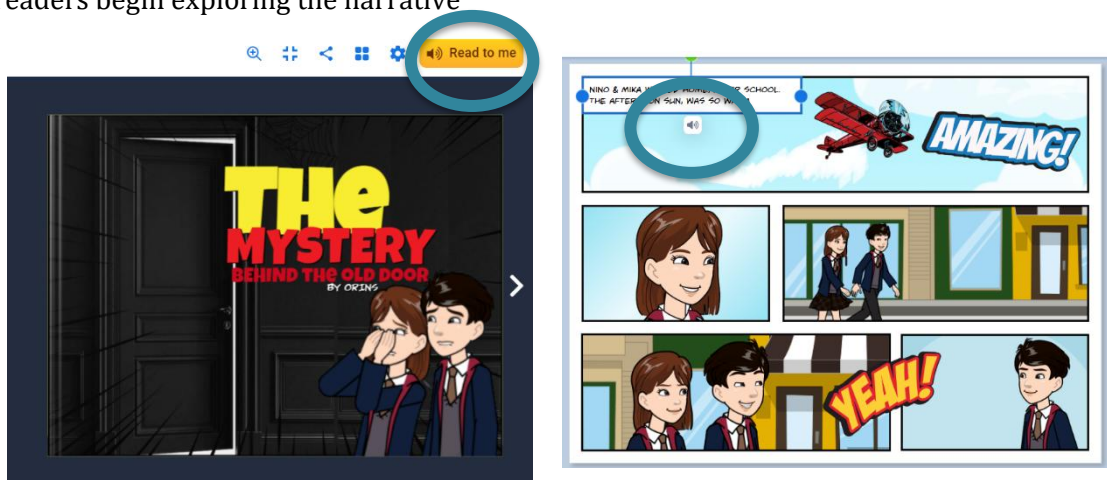 eaders begin exploring the narrative
Read to me
THE
MYSTERY
BEHIND THE OLD DOOR
BY ORINS
NINO & MIKA SCHOOL.
THE SUN, WAS SO
AMAZING!
YEAH!